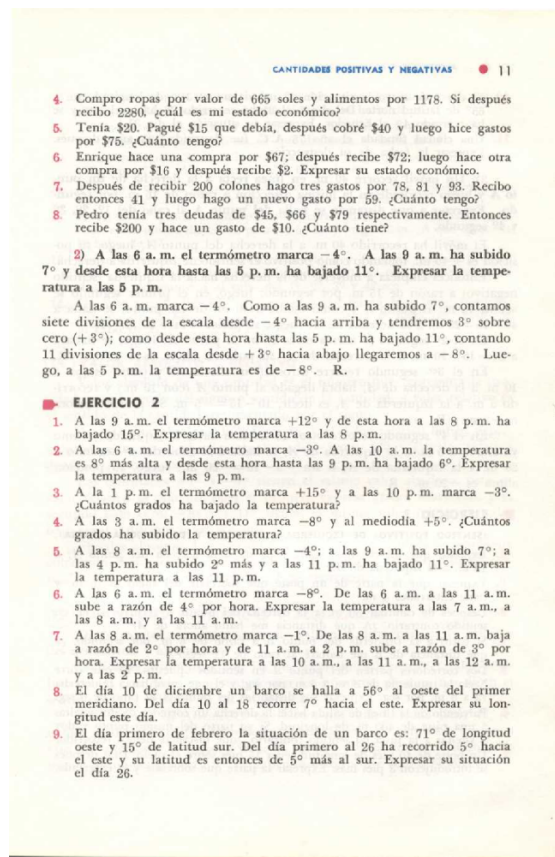 CANTIDADES POSITIVAS Y NEGATIVAS ● 11
4. Compro ropas por valor de 665 soles y alimentos por 1178. Si después
recibo 2280, ¿cuál es mi estado económico?
5. Tenía $20. Pagué $15 que debía, después cobré $40 y luego hice gastos
por $75. ¿Cuánto tengo?
6. Enrique hace una compra por $67; después recibe $72; luego hace otra
compra por $16 y después recibe $2. Expresar su estado económico.
7. Después de recibir 200 colones hago tres gastos por 78, 81 y 93. Recibo
entonces 41 y luego hago un nuevo gasto por 59. ¿Cuánto tengo?
8. Pedro tenía tres deudas de $45, $66 y $79 respectivamente. Entonces
recibe $200 y hace un gasto de $10. ¿Cuánto tiene?
2) A las 6 a. m. el termómetro marca −4°. A las 9 a. m. ha subido
7° y desde esta hora hasta las 5 p. m. ha bajado 11°. Expresar la tempe-
ratura a las 5 p. m.
A las 6 a. m. marca −4°. Como a las 9 a. m. ha subido 7°, contamos
siete divisiones de la escala desde −4° hacia arriba y tendremos 3° sobre
cero (+3°); como desde esta hora hasta las 5 p. m. ha bajado 11°, contando
11 divisiones de la escala desde +3° hacia abajo llegaremos a −8°. Lue-
go, a las 5 p. m. la temperatura es de −8°. R.
EJERCICIO 2
1. A las 9 a. m. el termómetro marca +12° y de esta hora a las 8 p. m. ha
bajado 15°. Expresar la temperatura a las 8 p. m.
2. A las 6 a. m. el termómetro marca −3°. A las 10 a. m. la temperatura
es 8° más alta y desde esta hora hasta las 9 p. m. ha bajado 6°. Expresar
la temperatura a las 9 p. m.
3. A la 1 p. m. el termómetro marca +15° y a las 10 p. m. marca −3°.
¿Cuántos grados ha bajado la temperatura?
4. A las 3 a. m. el termómetro marca −8° y al mediodía +5°. ¿Cuántos
grados ha subido la temperatura?
5. A las 8 a. m. el termómetro marca −4°; a las 9 a. m. ha subido 7°; a
las 4 p. m. ha subido 2° más y a las 11 p. m. ha bajado 11°. Expresar
la temperatura a las 11 p. m.
6. A las 6 a. m. el termómetro marca −8°. De las 6 a. m. a las 11 a. m.
sube a razón de 4° por hora. Expresar la temperatura a las 7 a. m., a
las 8 a. m. y a las 11 a. m.
7. A las 8 a. m. el termómetro marca −1°. De las 8 a. m. a las 11 a. m. baja
a razón de 2° por hora y de 11 a. m. a 2 p. m. sube a razón de 3° por
hora. Expresar la temperatura a las 10 a. m., a las 11 a. m., a las 12 a. m.
y a las 2 p. m.
8. El día 10 de diciembre un barco se halla a 56° al oeste del primer
meridiano. Del día 10 al 18 recorre 7° hacia el este. Expresar su lon-
gitud este día.
9. El día primero de febrero la situación de un barco es: 71° de longitud
oeste y 15° de latitud sur. Del día primero al 26 ha recorrido 5° hacia
el este y su latitud es entonces de 5° más al sur. Expresar su situación
el día 26.